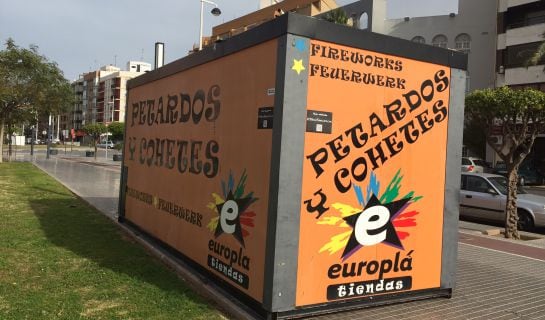 PETARDOS
Y COHETES
FIREWORKS FEUERWERK
e
europlá
tiendas
FIREWORKS
FEUERWERK
PETARDOS
Y COHETES
e
europlá
tiendas